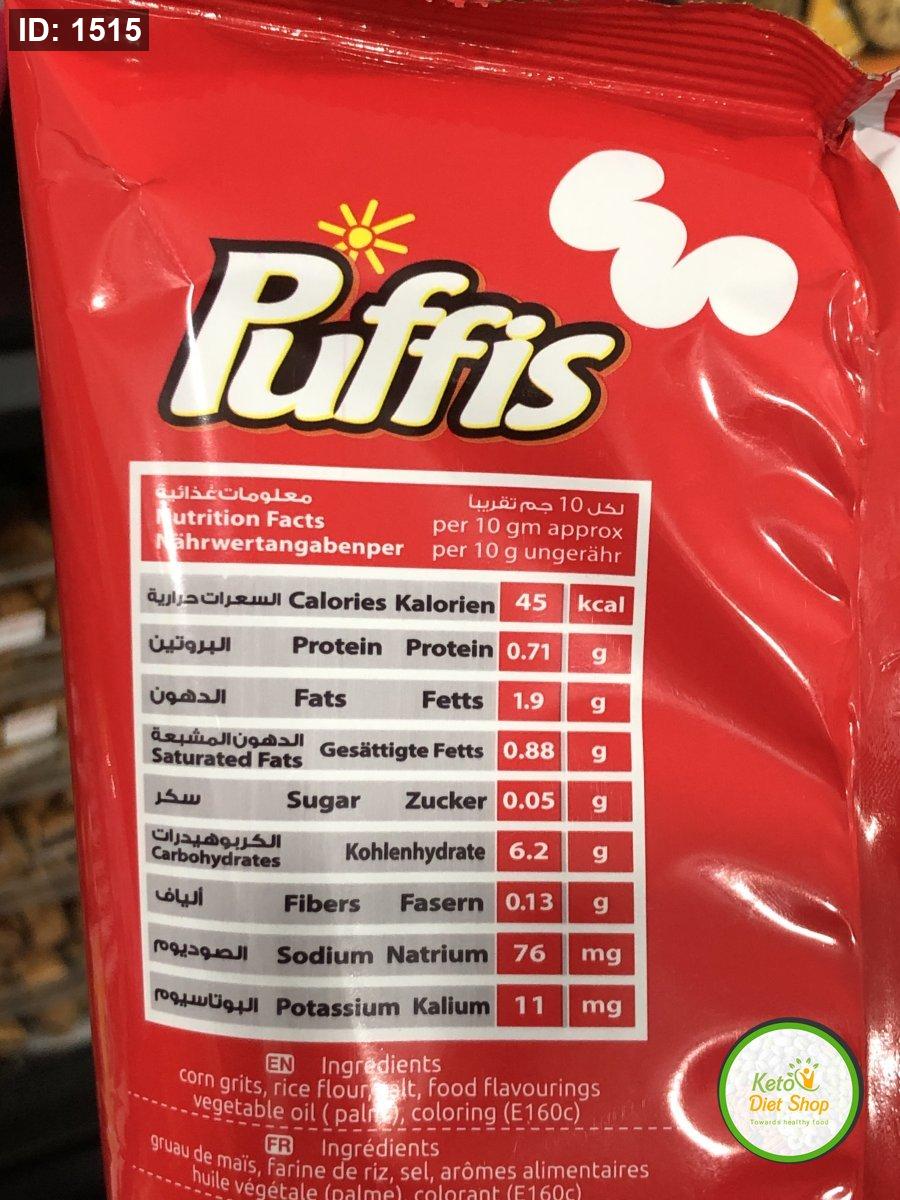 ID: 1515
Puffis
معلومات غذائية
Nutrition Facts
Nährwertangabenper
لكل 10 جم تقريبا
per 10 gm approx
per 10 g ungerähr
السعرات حرارية Calories Kalorien 45 kcal
البروتين Protein Protein 0.71 g
الدهون Fats Fetts 1.9 g
الدهون المشبعة
Saturated Fats Gesättigte Fetts 0.88 g
سكر Sugar Zucker 0.05 g
الكربوهيدرات
Carbohydrates Kohlenhydrate 6.2 g
ألياف Fibers Fasern 0.13 g
الصوديوم Sodium Natrium 76 mg
البوتاسيوم Potassium Kalium 11 mg
EN Ingredients
corn grits, rice flour, salt, food flavourings
vegetable oil ( palm ), coloring (E160c)
FR Ingrédients
gruau de maïs, farine de riz, sel, arômes alimentaires
huile végétale (palme), colorant (E160c)
Keto
Diet Shop
Towards healthy food